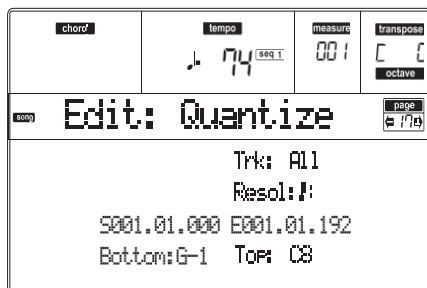 chord tempo measure transpose
♩. 74 seq 1 001 C C
octave
song Edit: Quantize page 17
Trk: All
Resol:
S001.01.000 E001.01.192
Bottom:G-1 Top: C8